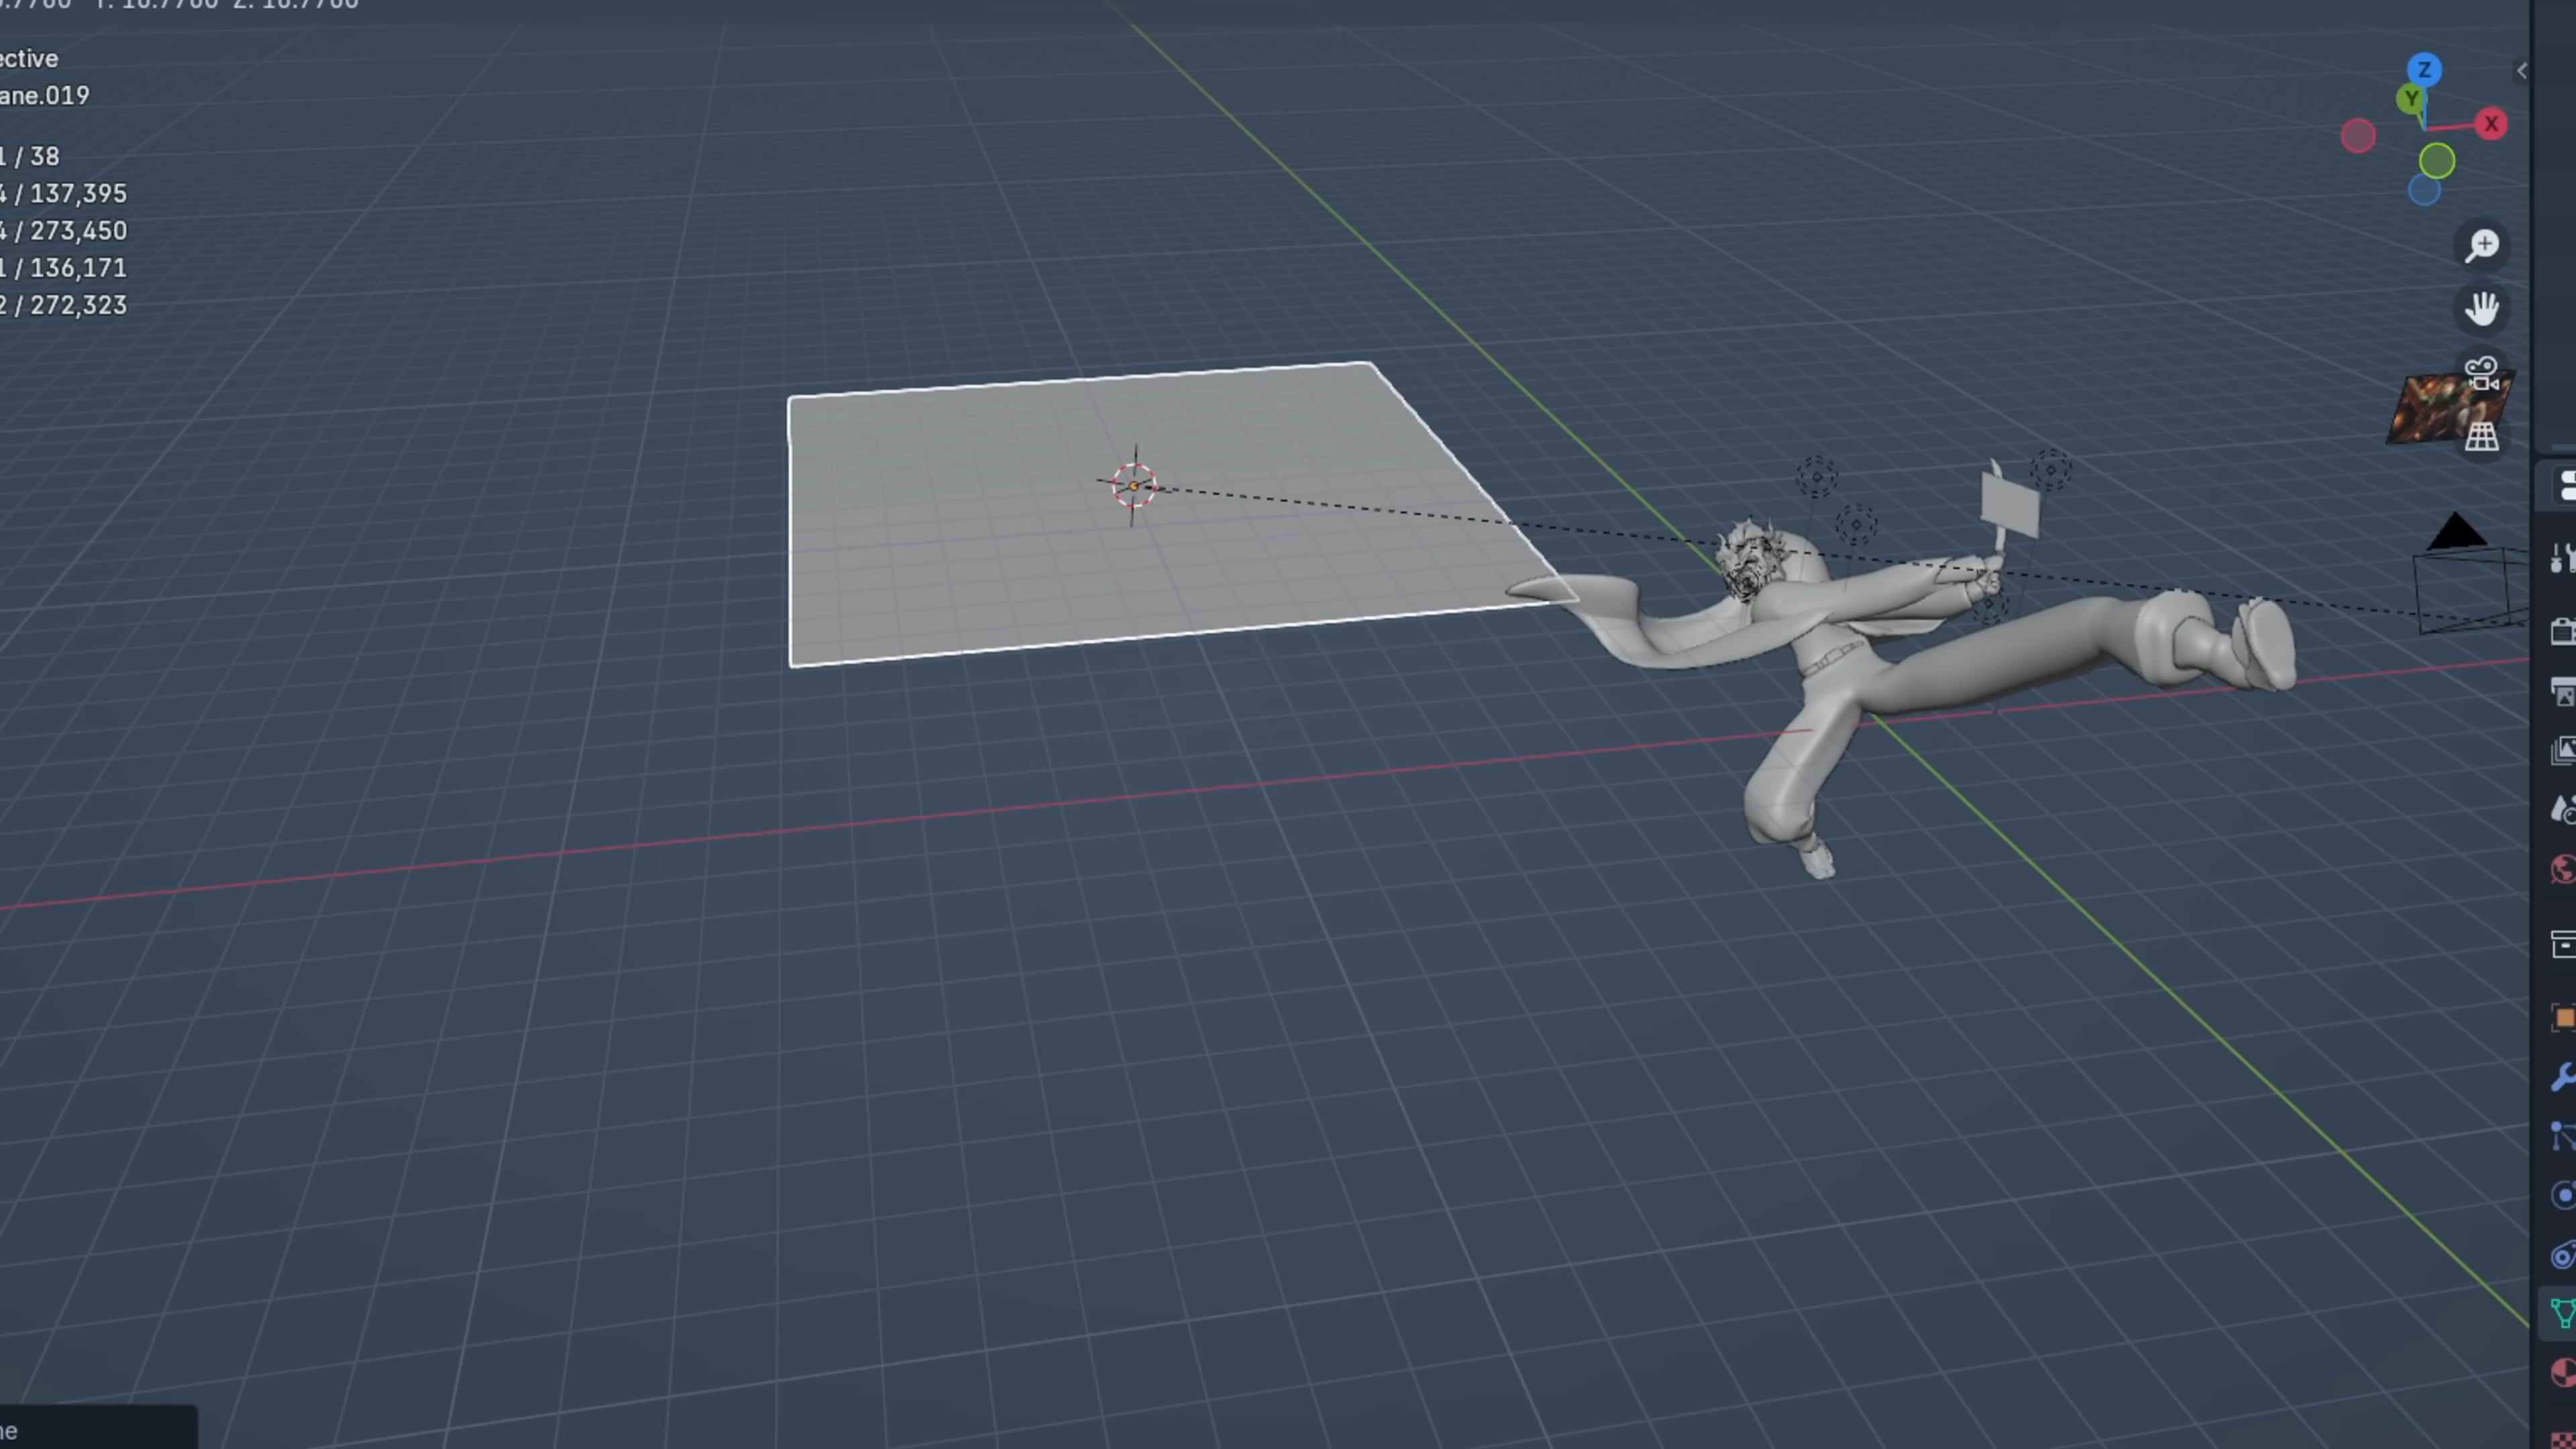 Z
ective
Y
ane.019
X
1 / 38
4 / 137,395
4 / 273,450
1 / 136,171
2 / 272,323
ne